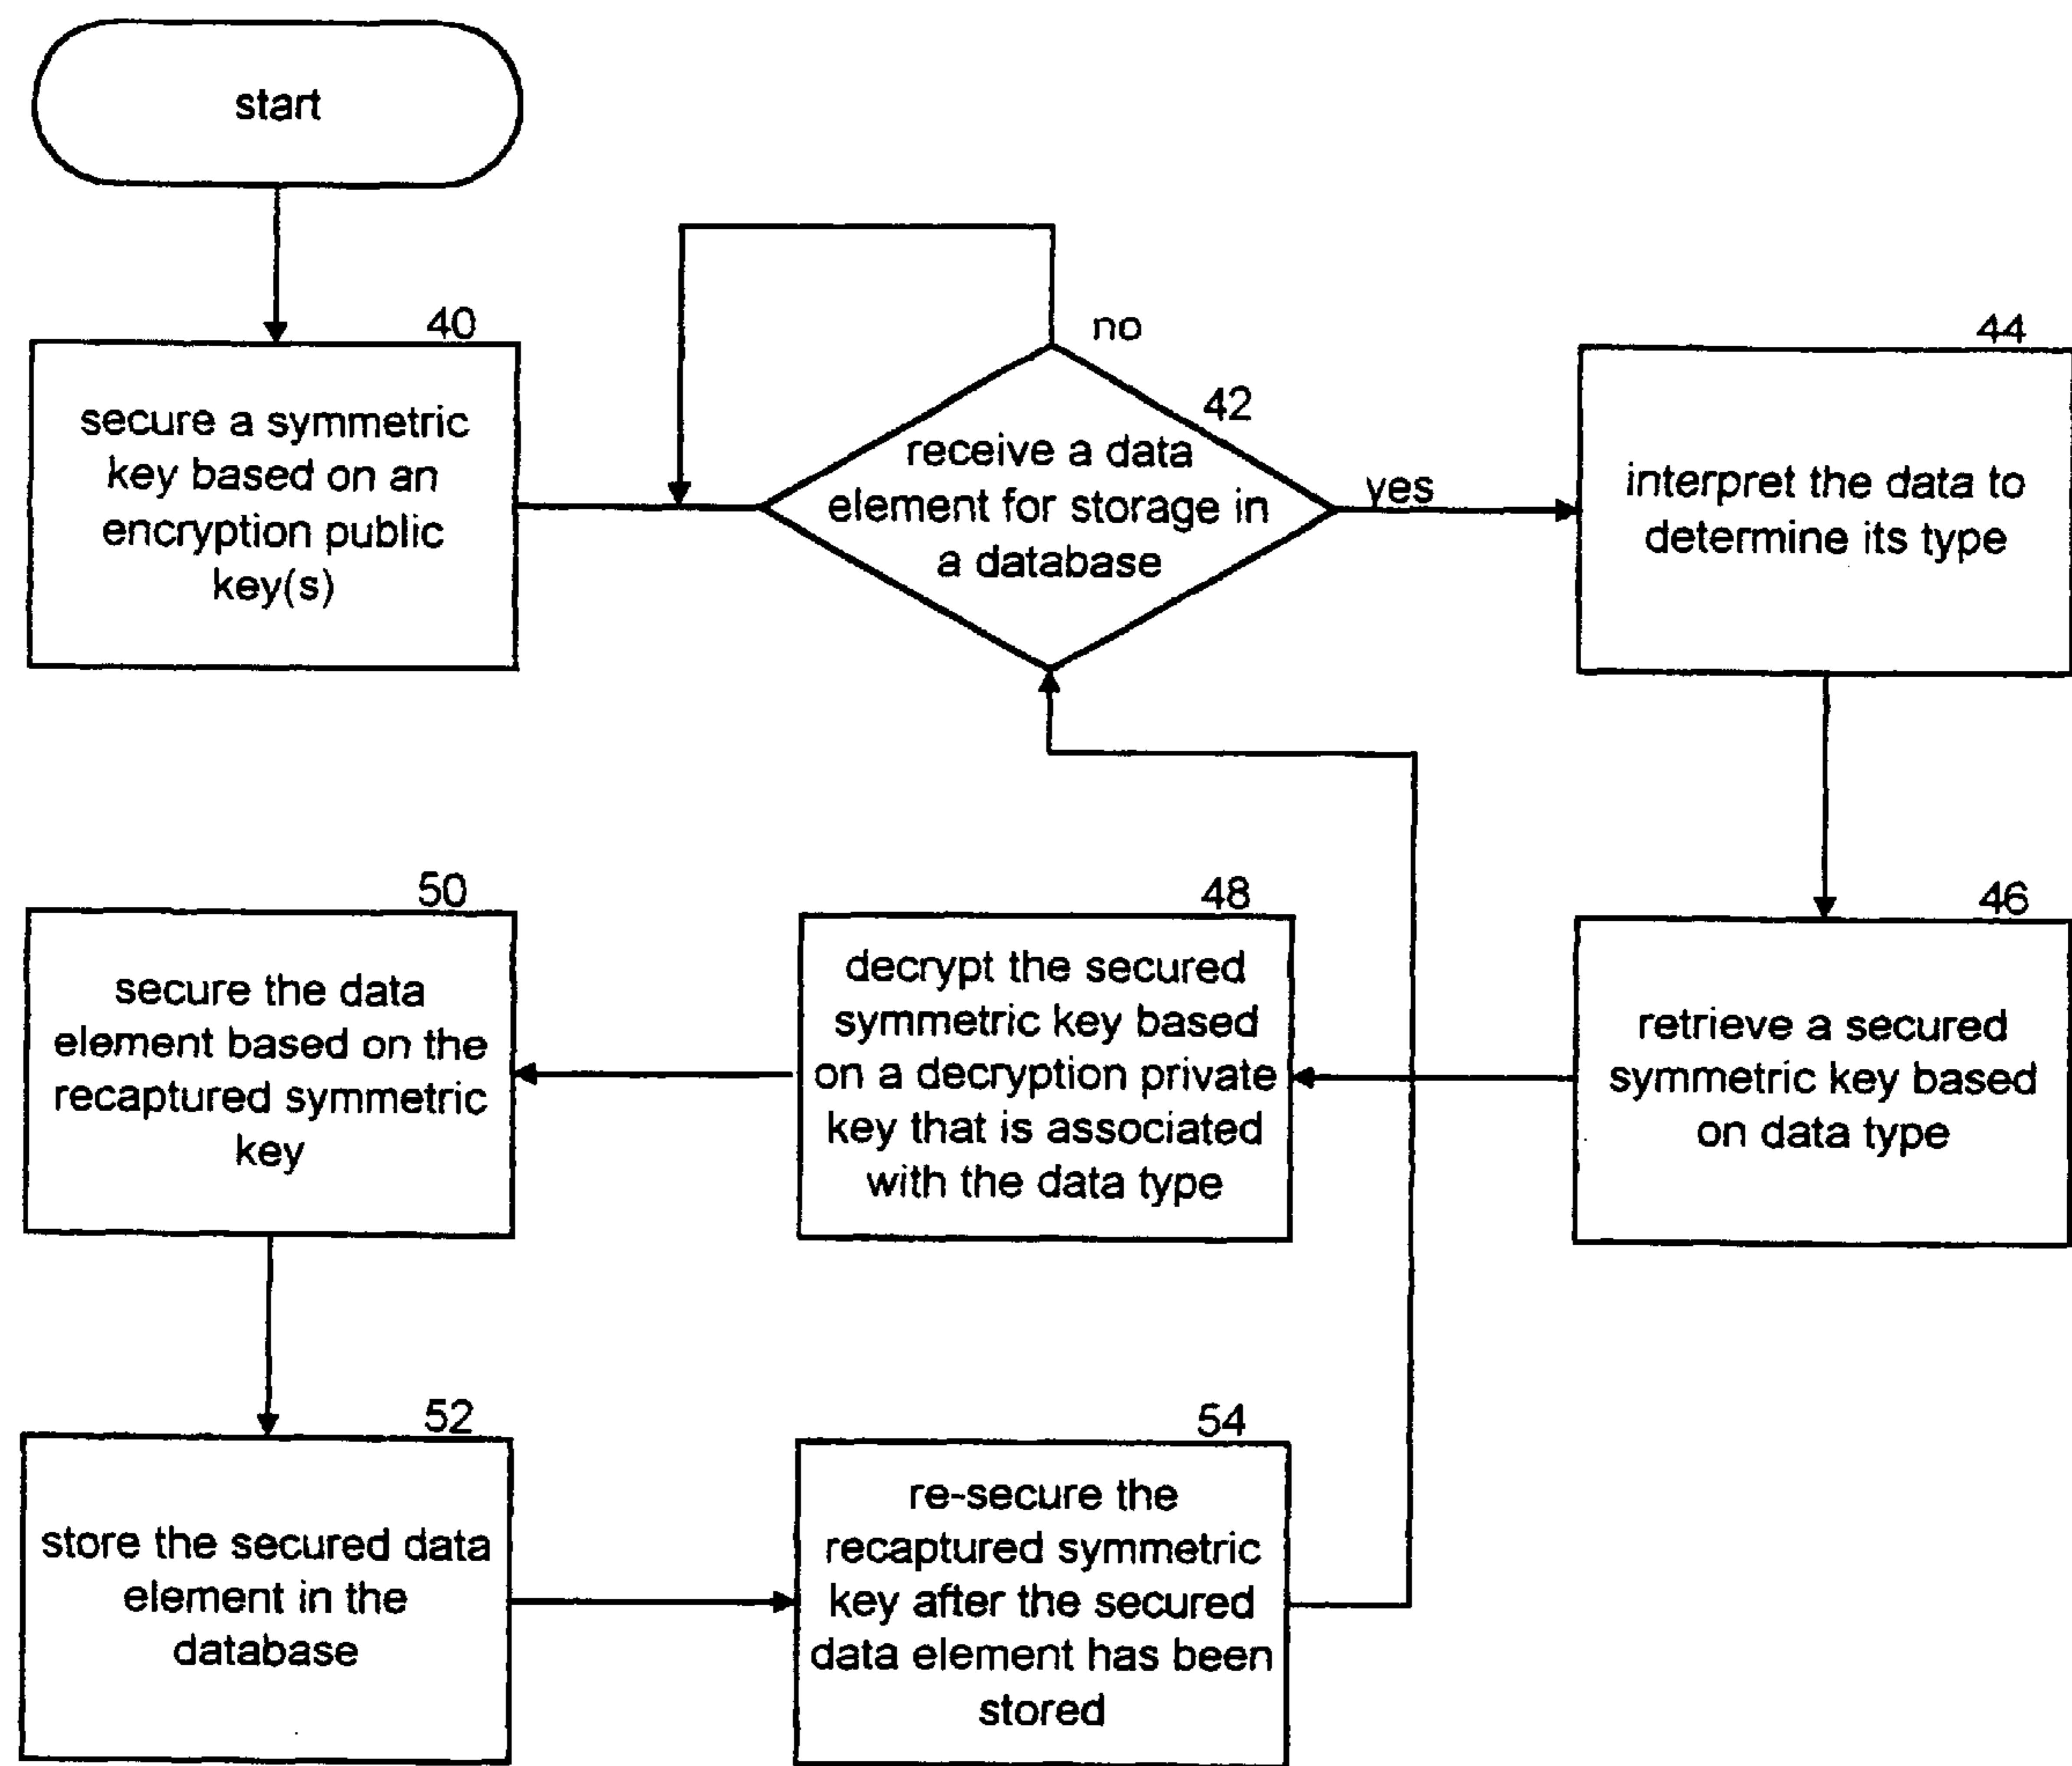 start
40
secure a symmetric
key based on an
encryption public
key(s)
no
42
receive a data
element for storage in
a database
yes
44
interpret the data to
determine its type
46
retrieve a secured
symmetric key based
on data type
48
decrypt the secured
symmetric key based
on a decryption private
key that is associated
with the data type
50
secure the data
element based on the
recaptured symmetric
key
52
store the secured data
element in the
database
54
re-secure the
recaptured symmetric
key after the secured
data element has been
stored